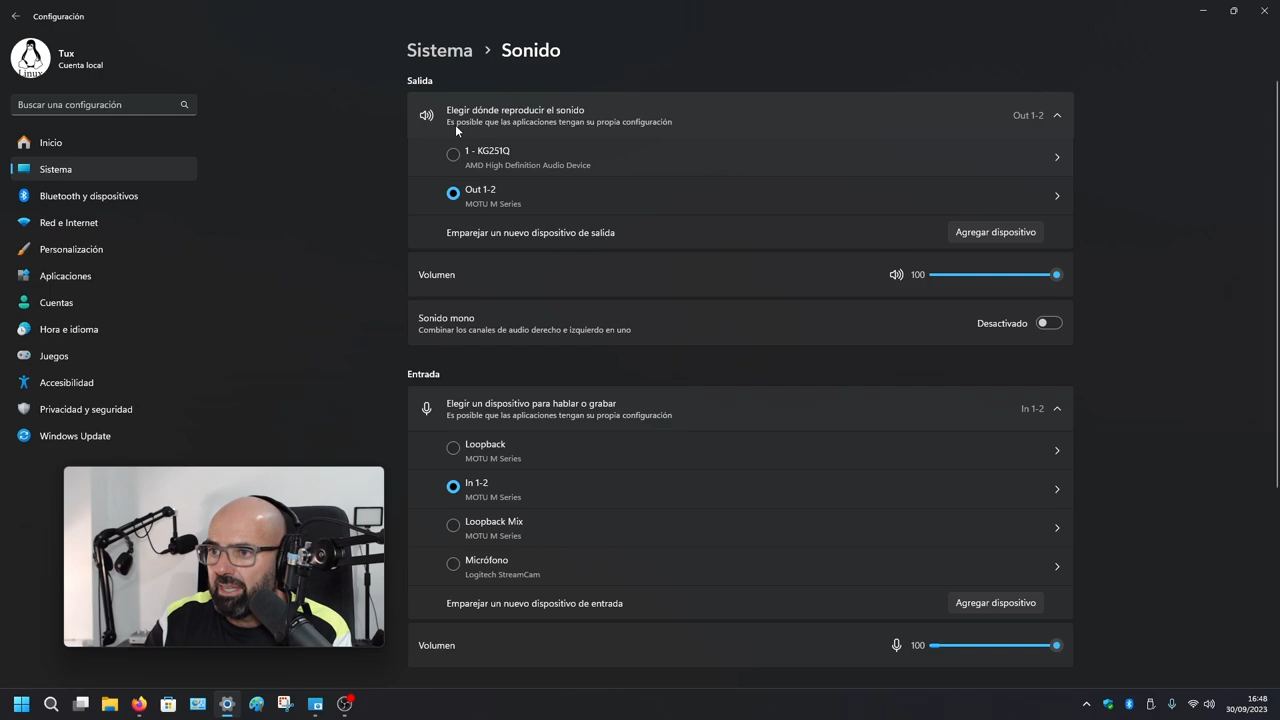 Configuración
Tux
Cuenta local
Linux
Buscar una configuración
Inicio
Sistema
Bluetooth y dispositivos
Red e Internet
Personalización
Aplicaciones
Cuentas
Hora e idioma
Juegos
Accesibilidad
Privacidad y seguridad
Windows Update
Sistema > Sonido
Salida
Elegir dónde reproducir el sonido
Es posible que las aplicaciones tengan su propia configuración
Out 1-2
1 - KG251Q
AMD High Definition Audio Device
Out 1-2
MOTU M Series
Emparejar un nuevo dispositivo de salida
Agregar dispositivo
Volumen
100
Sonido mono
Combinar los canales de audio derecho e izquierdo en uno
Desactivado
Entrada
Elegir un dispositivo para hablar o grabar
Es posible que las aplicaciones tengan su propia configuración
In 1-2
Loopback
MOTU M Series
In 1-2
MOTU M Series
Loopback Mix
MOTU M Series
Micrófono
Logitech StreamCam
Emparejar un nuevo dispositivo de entrada
Agregar dispositivo
Volumen
100
16:48
30/09/2023